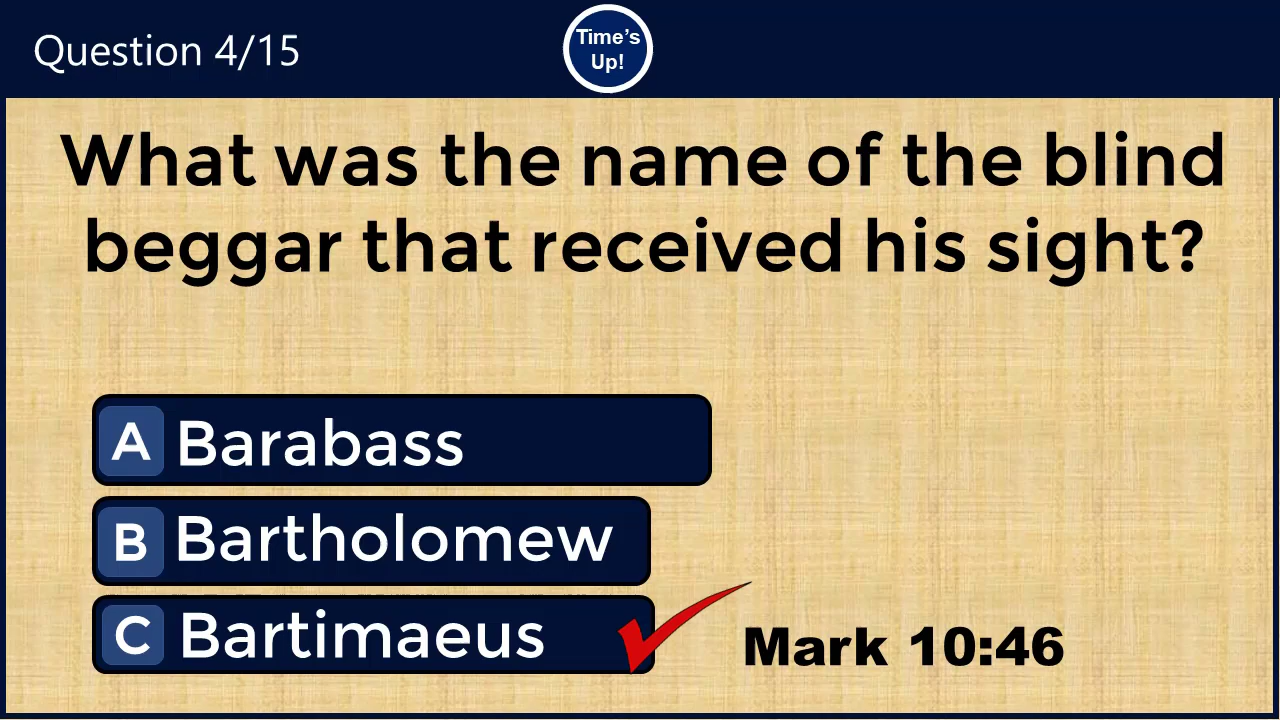 Question 4/15
Time's
Up!
What was the name of the blind
beggar that received his sight?
A Barabass
B Bartholomew
C Bartimaeus
Mark 10:46